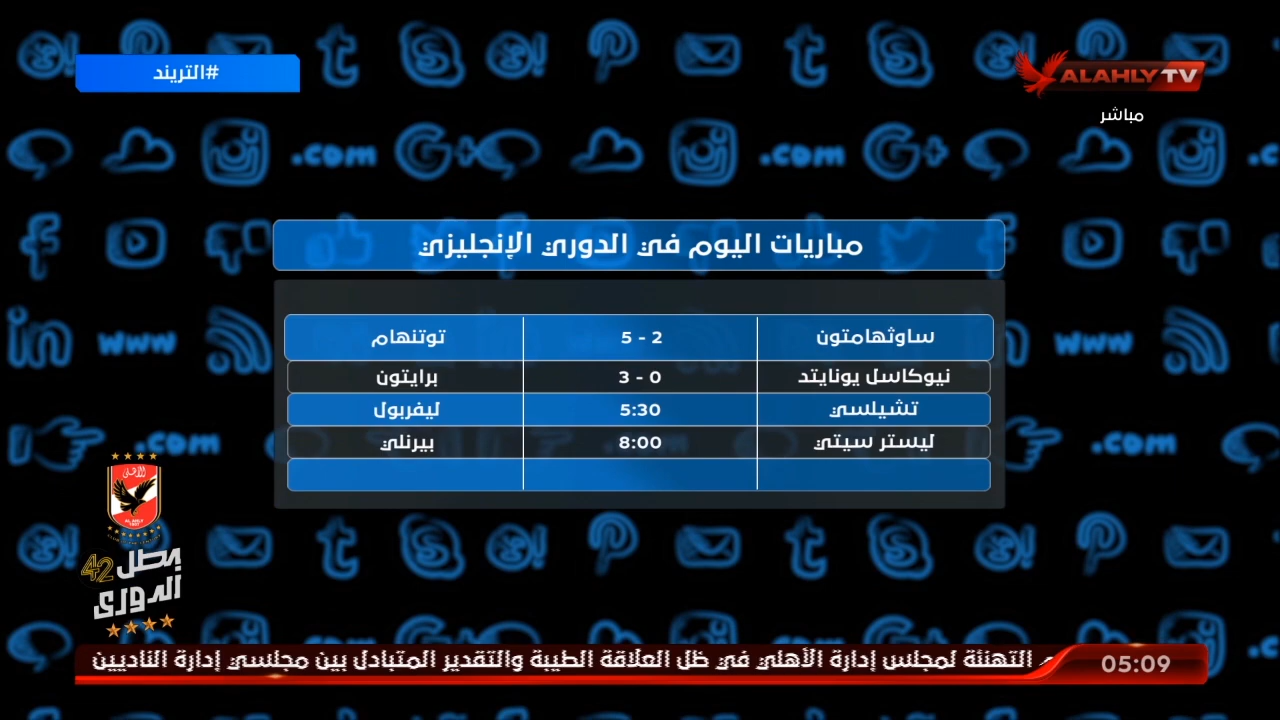 #التريند
ALAHLY TV
مباشر
مباريات اليوم في الدوري الإنجليزي
ساوثهامتون 2 - 5 توتنهام
نيوكاسل يونايتد 0 - 3 برايتون
تشيلسي 5:30 ليفربول
ليستر سيتي 8:00 بيرنلي
بطل 42
الدورى
التهنئة لمجلس إدارة الأهلي في ظل العلاقة الطيبة والتقدير المتبادل بين مجلسي إدارة الناديين
05:09